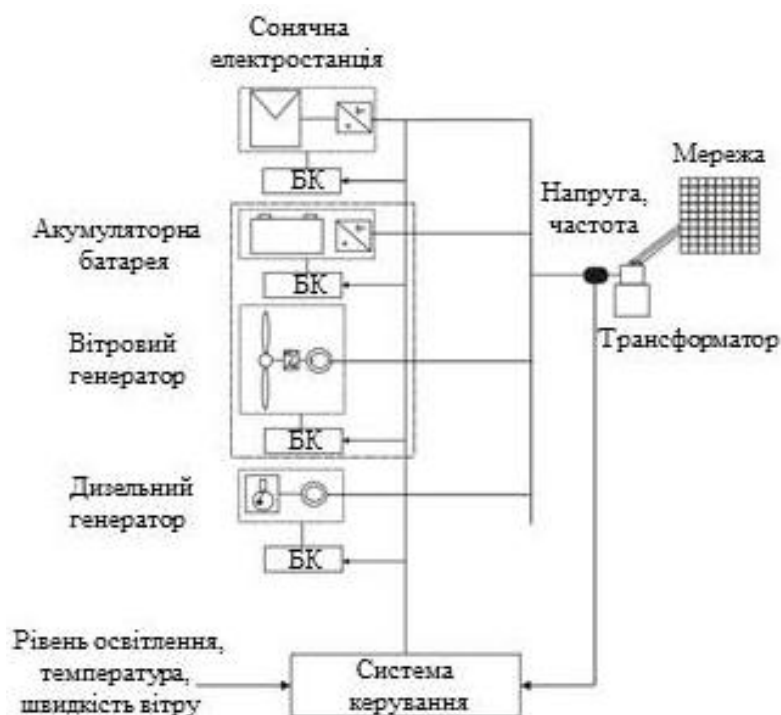 Сонячна
електростанція
БК
Мережа
Напруга,
частота
Акумуляторна
батарея
БК
Трансформатор
Вітровий
генератор
БК
Дизельний
генератор
БК
Рівень освітлення,
температура,
швидкість вітру
Система
керування